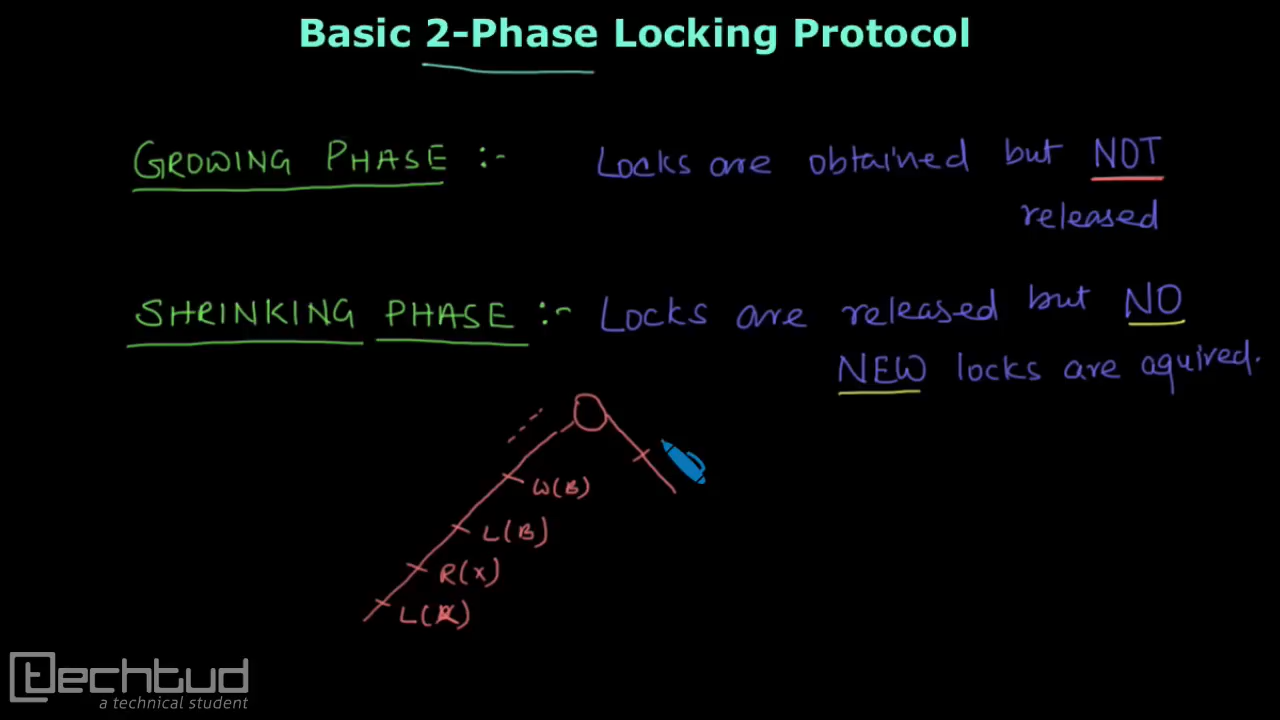 Basic 2-Phase Locking Protocol
GROWING PHASE :- Locks are obtained but NOT
released
SHRINKING PHASE :- Locks are released but NO
NEW locks are aquired.
W(B)
L(B)
R(X)
L(X)
techtud
a technical student